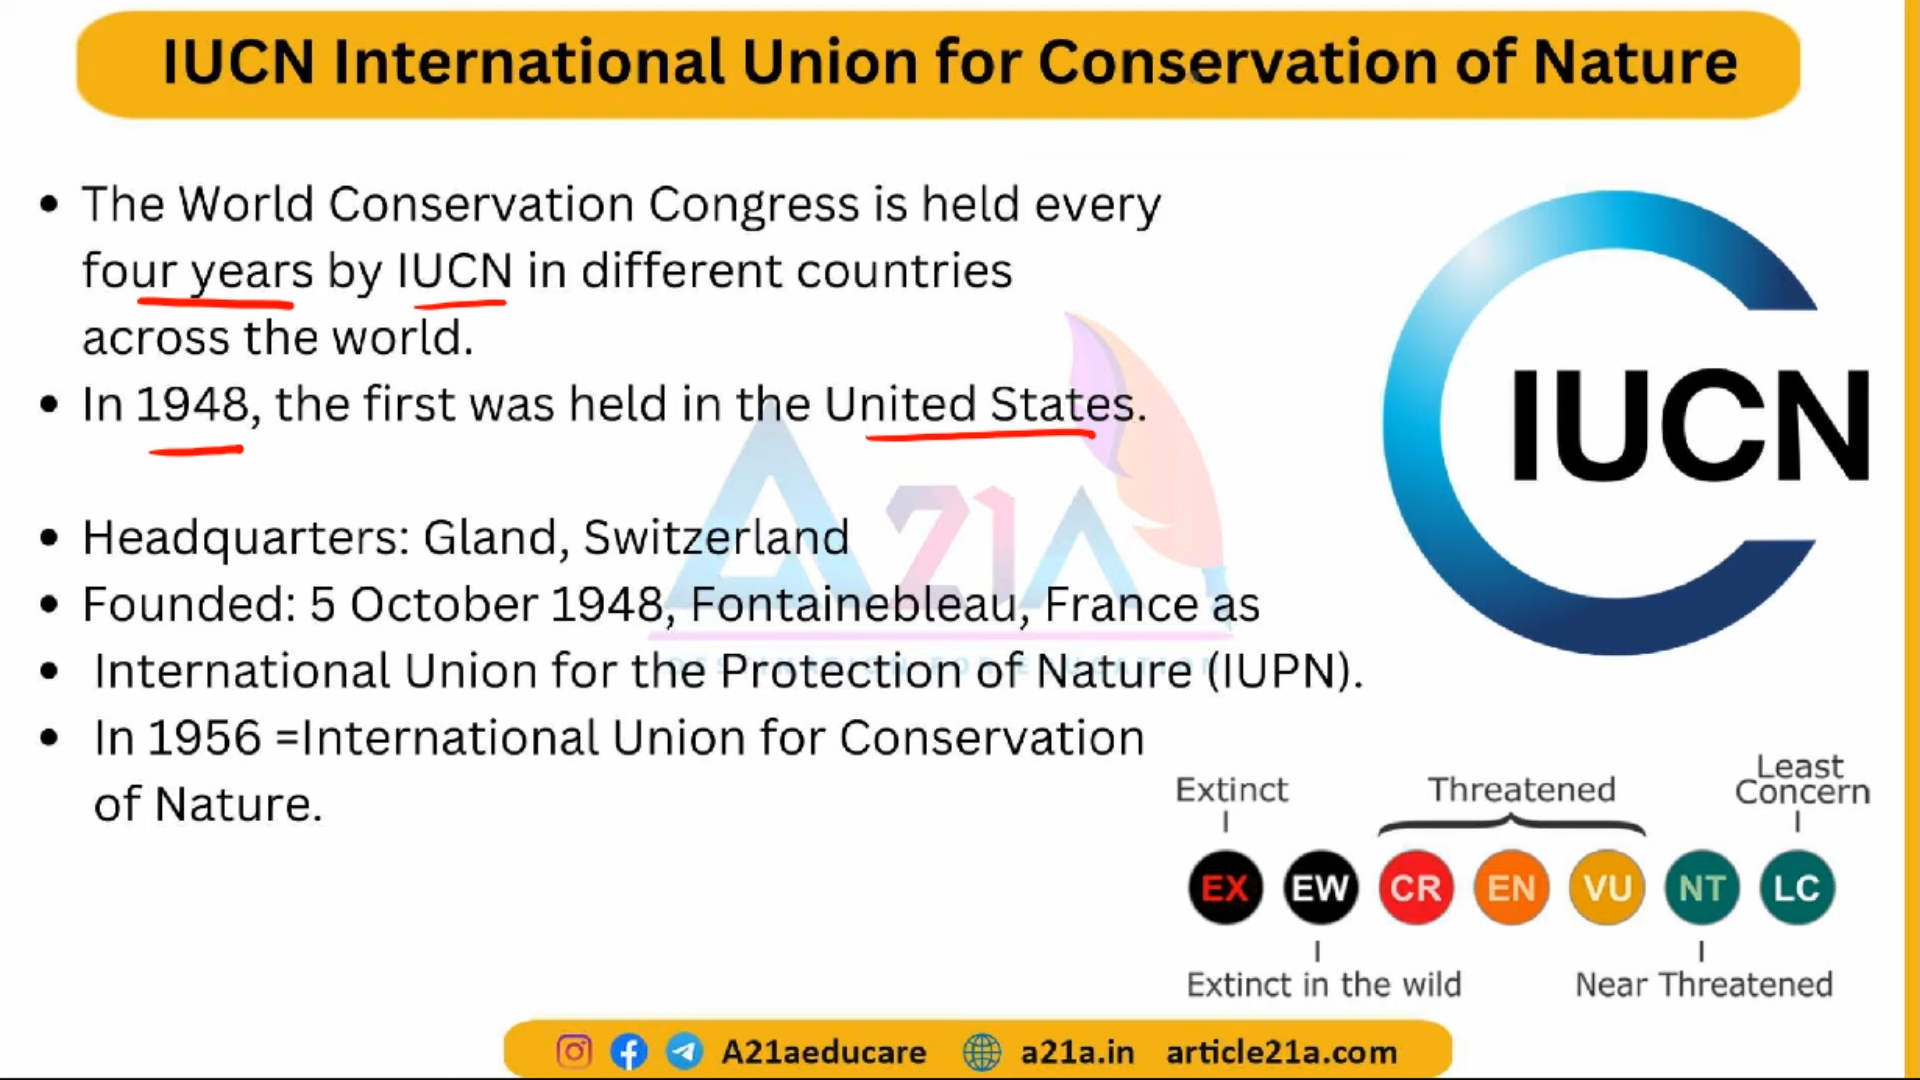 IUCN International Union for Conservation of Nature
• The World Conservation Congress is held every
four years by IUCN in different countries
across the world.
• In 1948, the first was held in the United States.
• Headquarters: Gland, Switzerland
• Founded: 5 October 1948, Fontainebleau, France as
• International Union for the Protection of Nature (IUPN).
• In 1956 =International Union for Conservation
of Nature.
IUCN
A21A
Extinct
Threatened
Least
Concern
EX EW CR EN VU NT LC
Extinct in the wild
Near Threatened
A21aeducare a21a.in article21a.com